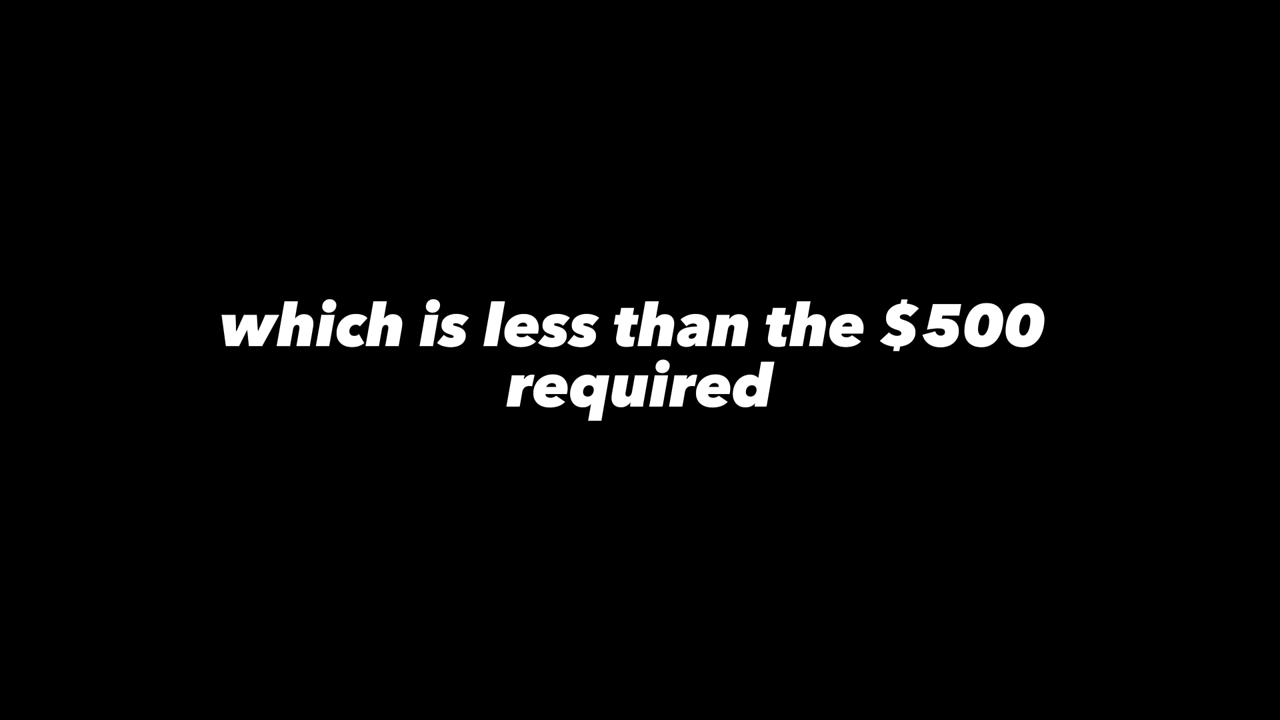 which is less than the $500
required